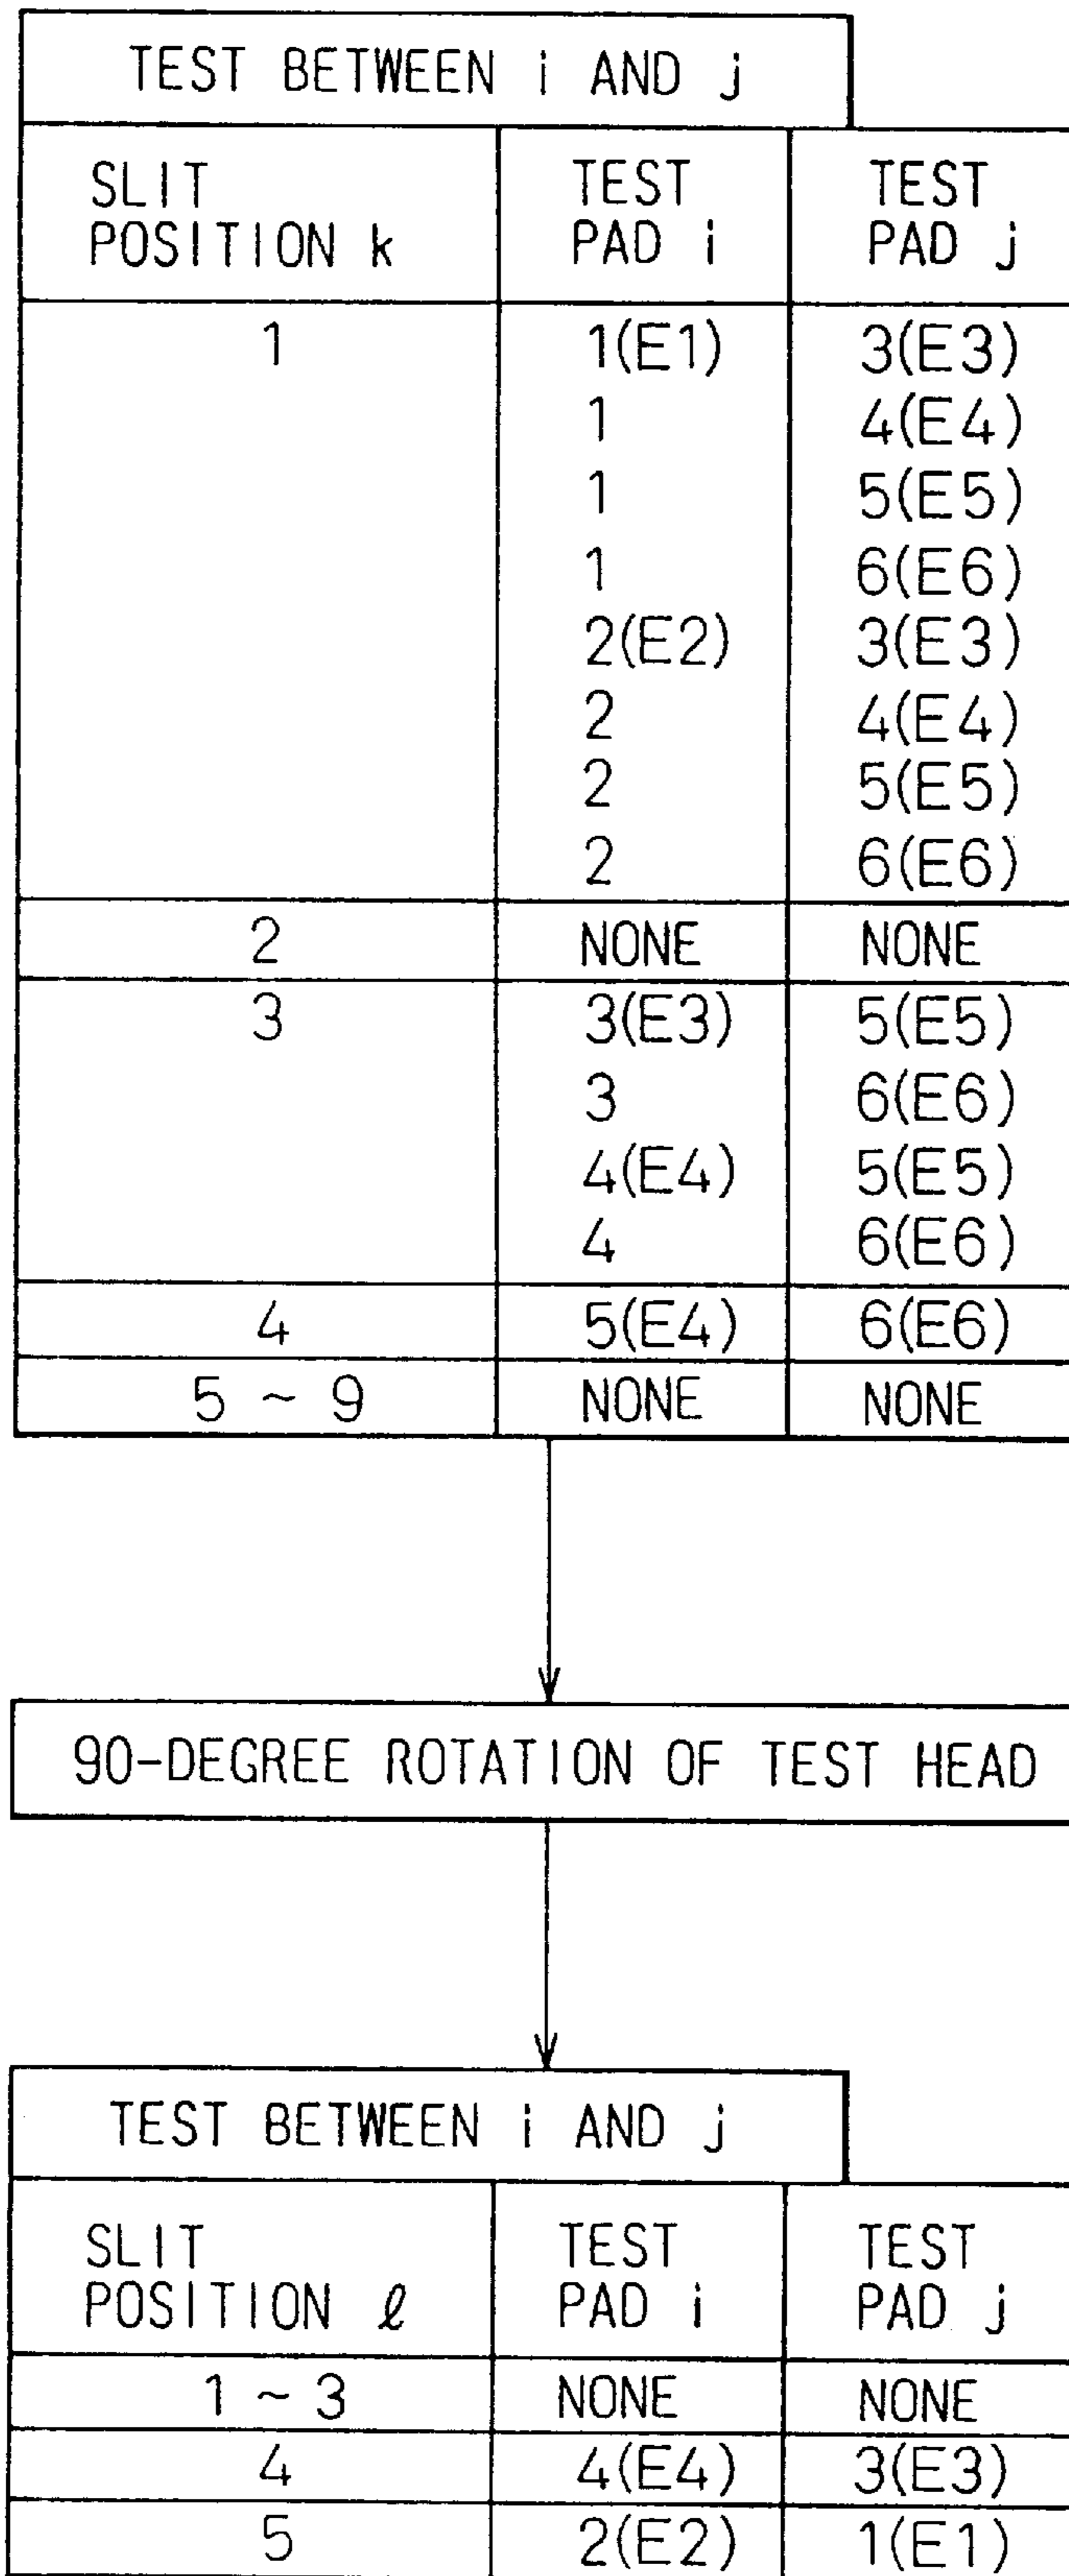 TEST BETWEEN i AND j
SLIT POSITION k TEST PAD i TEST PAD j
1 1(E1) 3(E3)
1 4(E4)
1 5(E5)
1 6(E6)
2(E2) 3(E3)
2 4(E4)
2 5(E5)
2 6(E6)
2 NONE NONE
3 3(E3) 5(E5)
3 6(E6)
4(E4) 5(E5)
4 6(E6)
4 5(E4) 6(E6)
5 ~ 9 NONE NONE
90-DEGREE ROTATION OF TEST HEAD
TEST BETWEEN i AND j
SLIT POSITION ℓ TEST PAD i TEST PAD j
1 ~ 3 NONE NONE
4 4(E4) 3(E3)
5 2(E2) 1(E1)